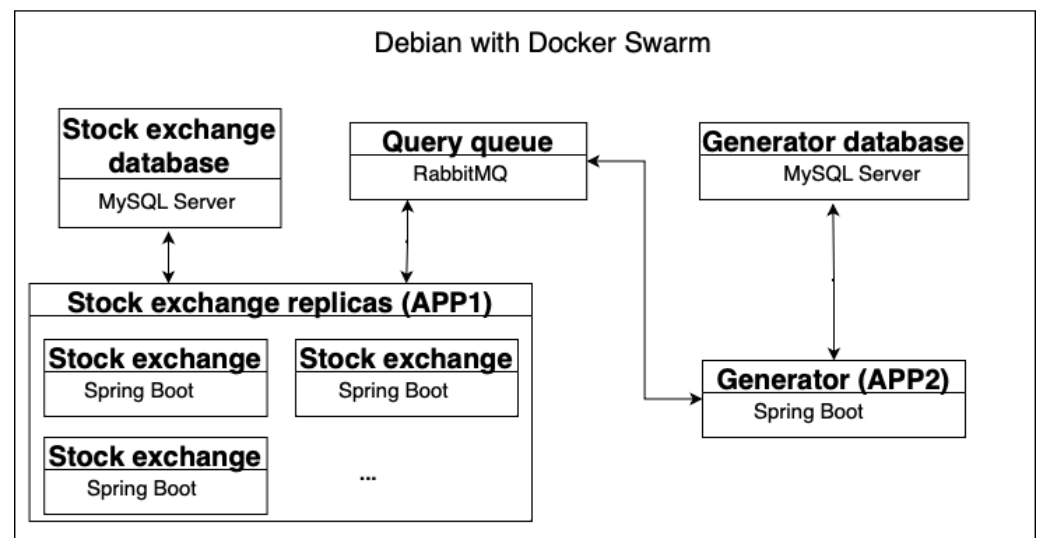 Debian with Docker Swarm
Stock exchange
database
MySQL Server
Query queue
RabbitMQ
Generator database
MySQL Server
Stock exchange replicas (APP1)
Stock exchange
Spring Boot
Stock exchange
Spring Boot
Stock exchange
Spring Boot
...
Generator (APP2)
Spring Boot